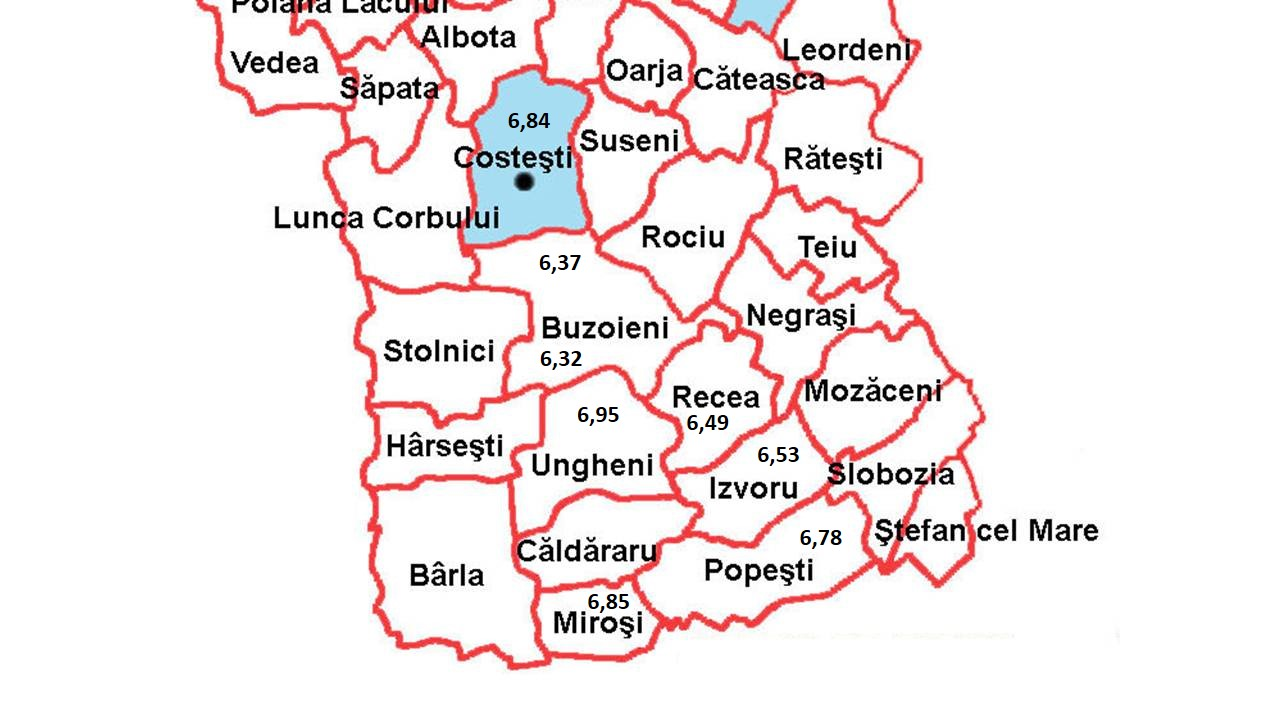 Poiana Lacului
Albota
Leordeni
Vedea
Oarja
Căteasca
Săpata
6,84
Suseni
Costeşti
Răteşti
Lunca Corbului
Rociu
Teiu
6,37
Negraşi
Buzoieni
Stolnici
6,32
Mozăceni
Recea
6,95
6,49
Hârseşti
6,53
Ungheni
Slobozia
Izvoru
Ştefan cel Mare
6,78
Căldăraru
Popeşti
Bârla
6,85
Miroşi